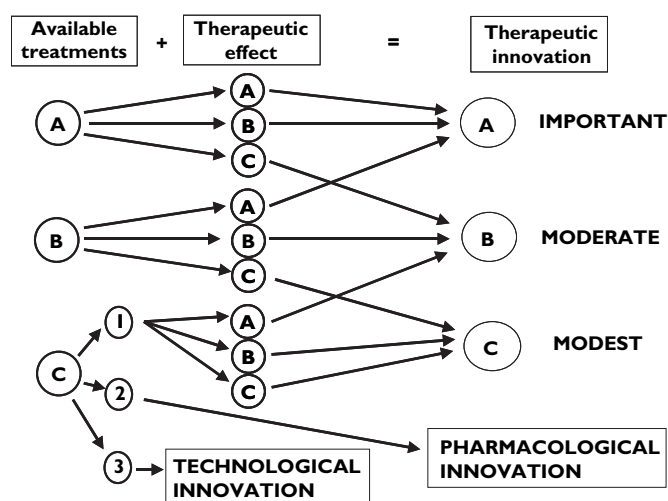 Available treatments + Therapeutic effect = Therapeutic innovation
A
A
B
C
A
IMPORTANT
B
A
B
C
B
MODERATE
C
1
2
3
A
B
C
C
MODEST
PHARMACOLOGICAL
INNOVATION
TECHNOLOGICAL
INNOVATION